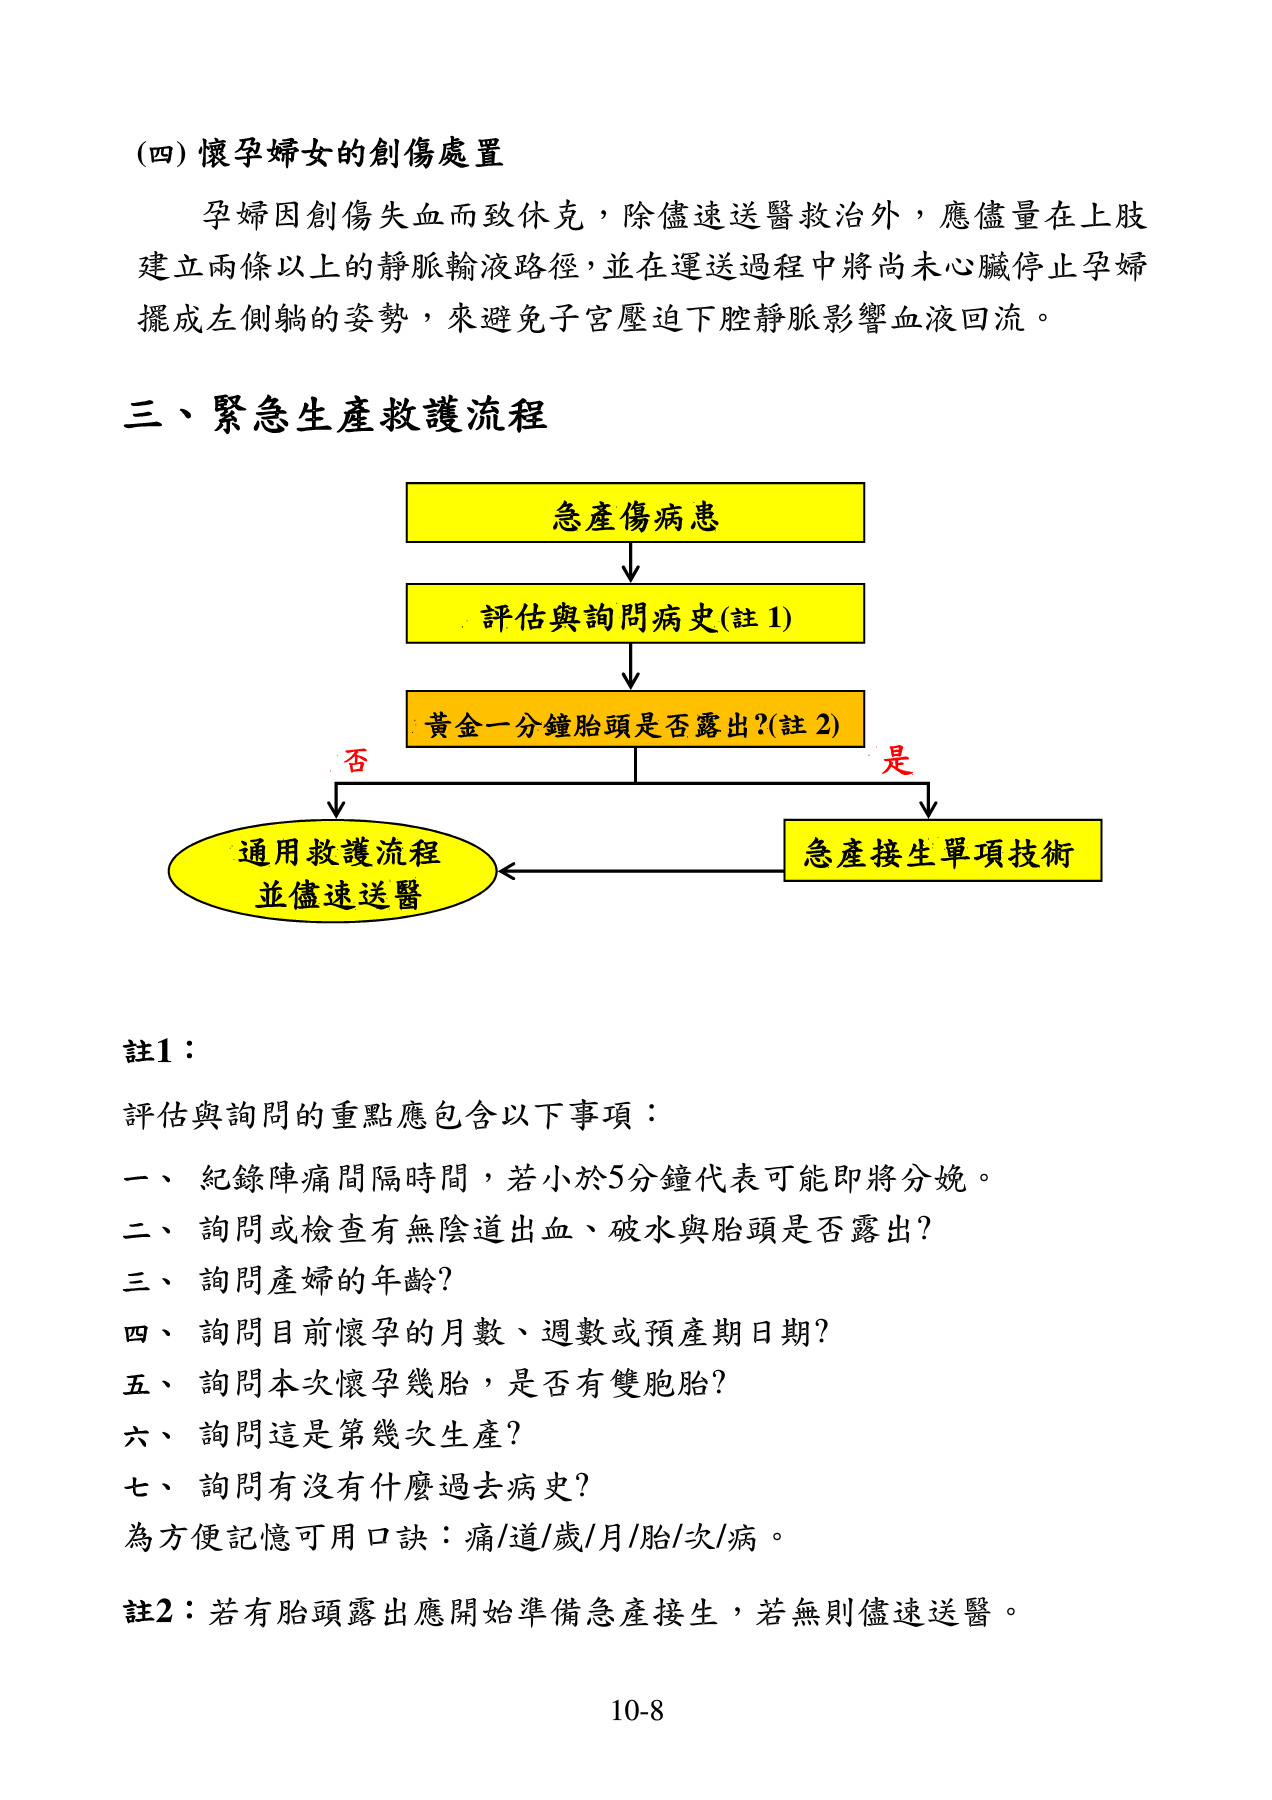 (四) 懷孕婦女的創傷處置
孕婦因創傷失血而致休克，除儘速送醫救治外，應儘量在上肢
建立兩條以上的靜脈輸液路徑，並在運送過程中將尚未心臟停止孕婦
擺成左側躺的姿勢，來避免子宮壓迫下腔靜脈影響血液回流。
三、緊急生產救護流程
急產傷病患
評估與詢問病史(註 1)
黃金一分鐘胎頭是否露出?(註 2)
否
是
通用救護流程
並儘速送醫
急產接生單項技術
註1：
評估與詢問的重點應包含以下事項：
一、 紀錄陣痛間隔時間，若小於5分鐘代表可能即將分娩。
二、 詢問或檢查有無陰道出血、破水與胎頭是否露出?
三、 詢問產婦的年齡?
四、 詢問目前懷孕的月數、週數或預產期日期?
五、 詢問本次懷孕幾胎，是否有雙胞胎?
六、 詢問這是第幾次生產?
七、 詢問有沒有什麼過去病史?
為方便記憶可用口訣：痛/道/歲/月/胎/次/病。
註2：若有胎頭露出應開始準備急產接生，若無則儘速送醫。
10-8